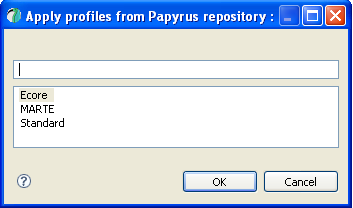 Apply profiles from Papyrus repository :
Ecore
MARTE
Standard
?
OK
Cancel